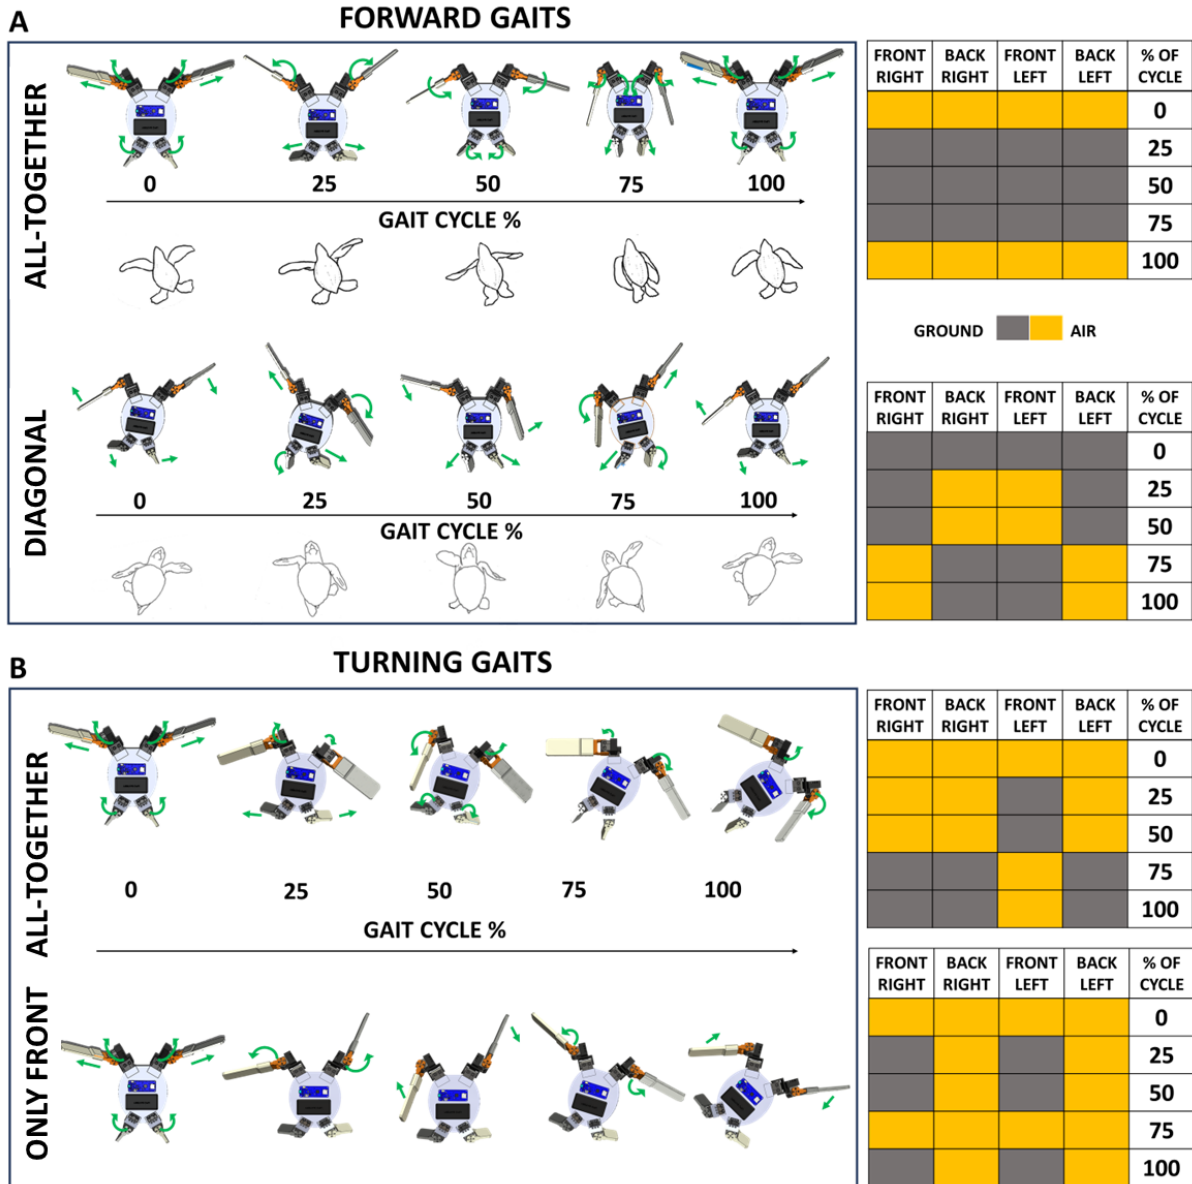 A
FORWARD GAITS
ALL-TOGETHER
0 25 50 75 100
GAIT CYCLE %
DIAGONAL
0 25 50 75 100
GAIT CYCLE %
FRONT RIGHT BACK RIGHT FRONT LEFT BACK LEFT % OF CYCLE
0
25
50
75
100
GROUND AIR
FRONT RIGHT BACK RIGHT FRONT LEFT BACK LEFT % OF CYCLE
0
25
50
75
100
B
TURNING GAITS
ALL-TOGETHER
0 25 50 75 100
GAIT CYCLE %
ONLY FRONT
FRONT RIGHT BACK RIGHT FRONT LEFT BACK LEFT % OF CYCLE
0
25
50
75
100
FRONT RIGHT BACK RIGHT FRONT LEFT BACK LEFT % OF CYCLE
0
25
50
75
100